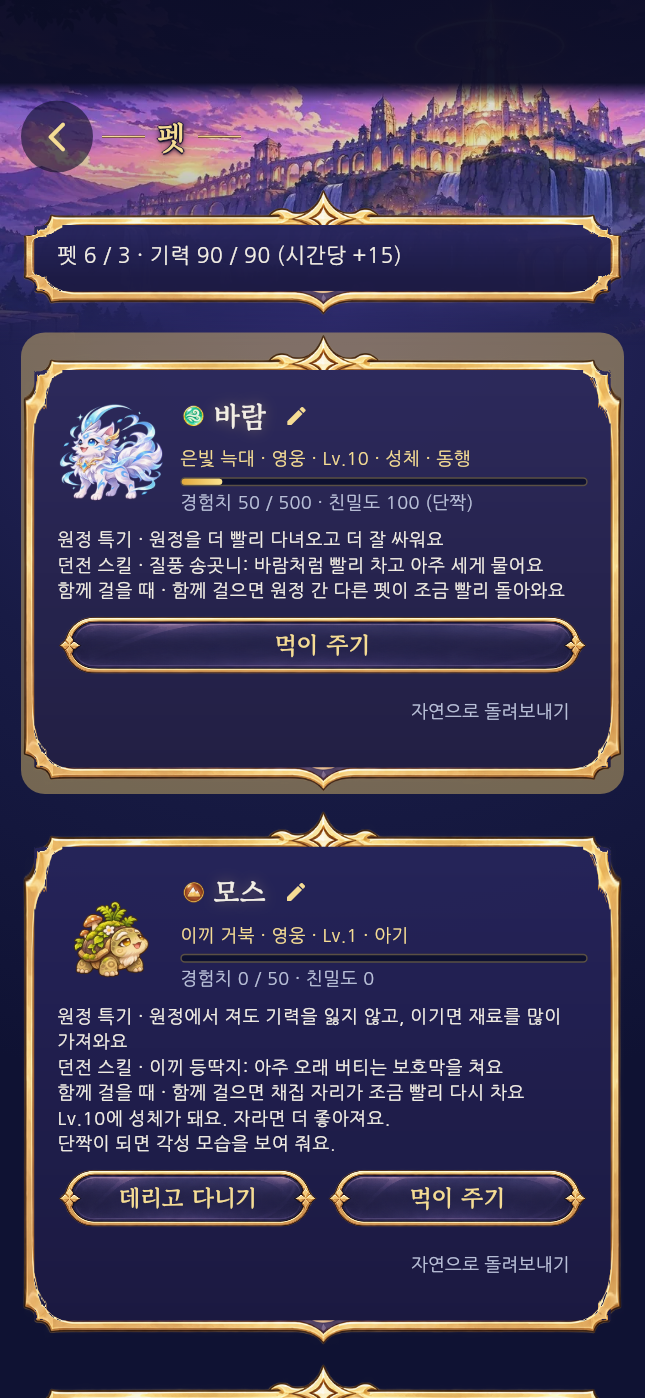 펫
펫 6 / 3 · 기력 90 / 90 (시간당 +15)
바람
은빛 늑대 · 영웅 · Lv.10 · 성체 · 동행
경험치 50 / 500 · 친밀도 100 (단짝)
원정 특기 · 원정을 더 빨리 다녀오고 더 잘 싸워요
던전 스킬 · 질풍 송곳니: 바람처럼 빨리 차고 아주 세게 물어요
함께 걸을 때 · 함께 걸으면 원정 간 다른 펫이 조금 빨리 돌아와요
먹이 주기
자연으로 돌려보내기
모스
이끼 거북 · 영웅 · Lv.1 · 아기
경험치 0 / 50 · 친밀도 0
원정 특기 · 원정에서 져도 기력을 잃지 않고, 이기면 재료를 많이
가져와요
던전 스킬 · 이끼 등딱지: 아주 오래 버티는 보호막을 쳐요
함께 걸을 때 · 함께 걸으면 채집 자리가 조금 빨리 다시 차요
Lv.10에 성체가 돼요. 자라면 더 좋아져요.
단짝이 되면 각성 모습을 보여 줘요.
데리고 다니기
먹이 주기
자연으로 돌려보내기